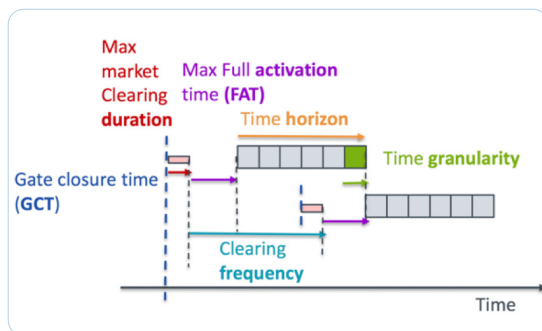 Max
market
Clearing
duration
Max Full activation
time (FAT)
Time horizon
Time granularity
Gate closure time
(GCT)
Clearing
frequency
Time